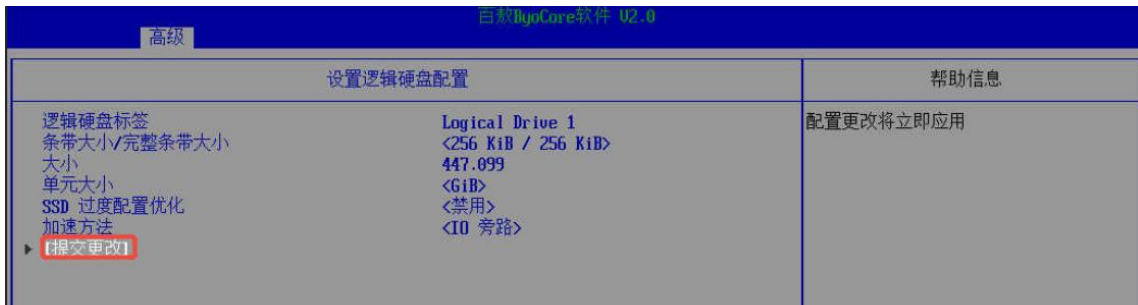 百敖ByoCore软件 V2.0
高级
设置逻辑硬盘配置
帮助信息
逻辑硬盘标签 Logical Drive 1
配置更改将立即应用
条带大小/完整条带大小 <256 KiB / 256 KiB>
大小 447.099
单元大小 <GiB>
SSD 过度配置优化 <禁用>
加速方法 <IO 旁路>
[提交更改]